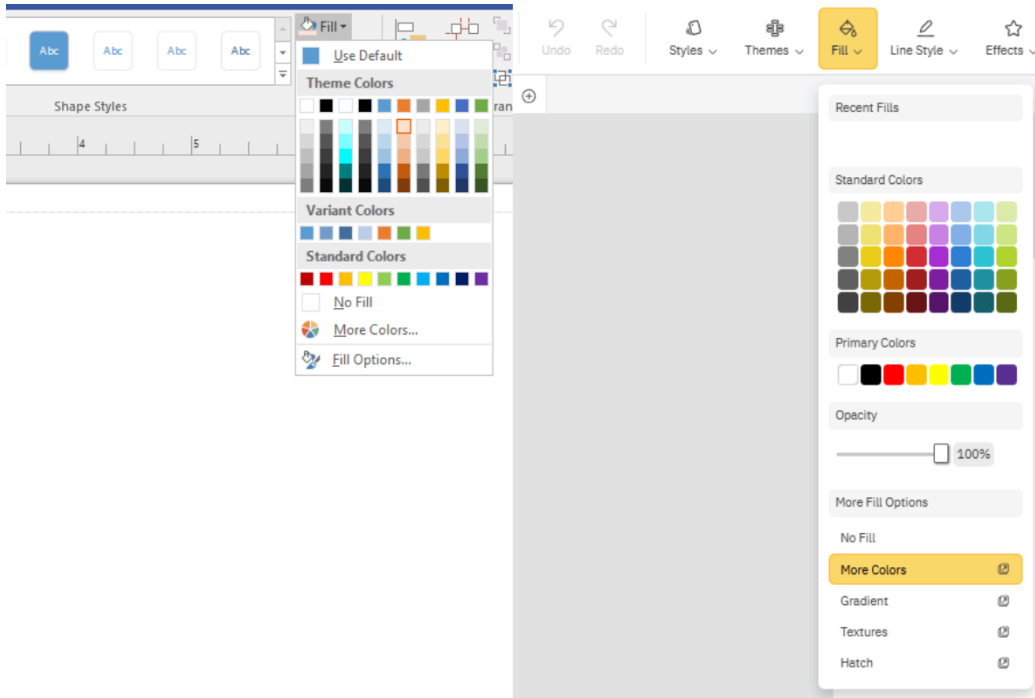 Abc
Abc
Abc
Abc
Fill
Use Default
Theme Colors
Shape Styles
4
5
Variant Colors
Standard Colors
No Fill
More Colors...
Fill Options...
Undo
Redo
Styles
Themes
Fill
Line Style
Effects
Recent Fills
Standard Colors
Primary Colors
Opacity
100%
More Fill Options
No Fill
More Colors
Gradient
Textures
Hatch